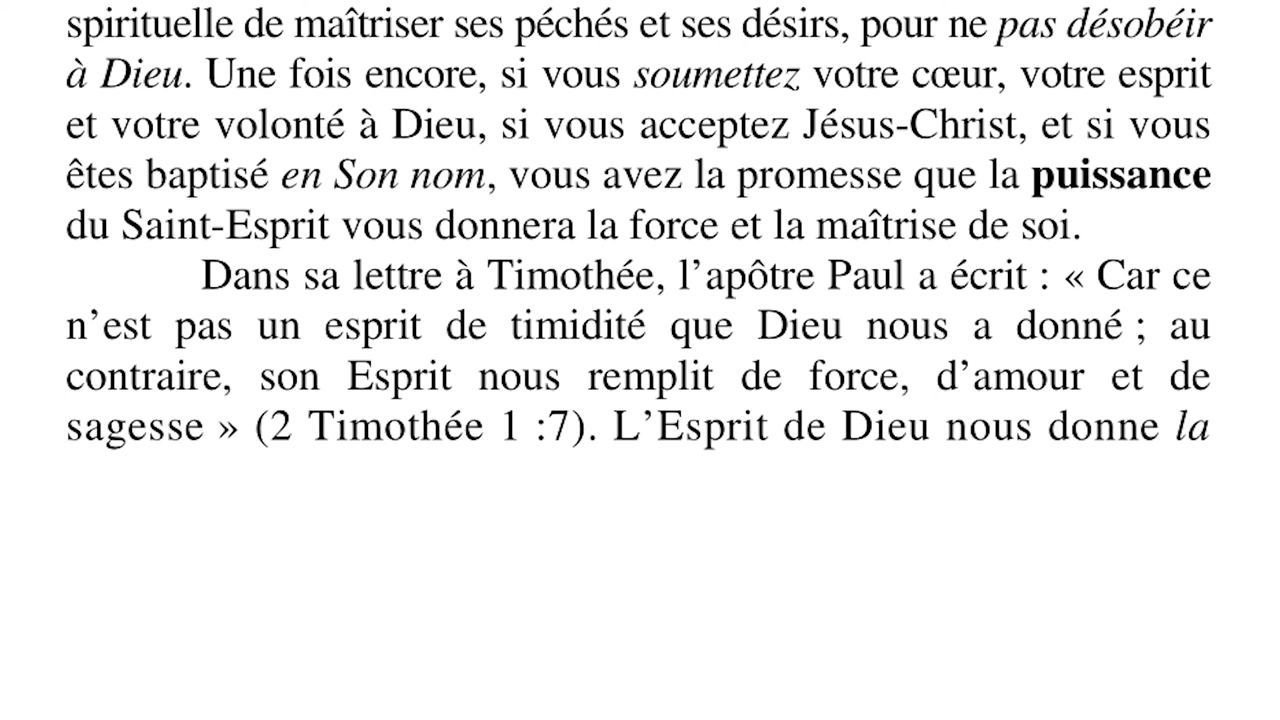 spirituelle de maîtriser ses péchés et ses désirs, pour ne pas désobéir
à Dieu. Une fois encore, si vous soumettez votre cœur, votre esprit
et votre volonté à Dieu, si vous acceptez Jésus-Christ, et si vous
êtes baptisé en Son nom, vous avez la promesse que la puissance
du Saint-Esprit vous donnera la force et la maîtrise de soi.
Dans sa lettre à Timothée, l’apôtre Paul a écrit : « Car ce
n’est pas un esprit de timidité que Dieu nous a donné ; au
contraire, son Esprit nous remplit de force, d’amour et de
sagesse » (2 Timothée 1 :7). L’Esprit de Dieu nous donne la